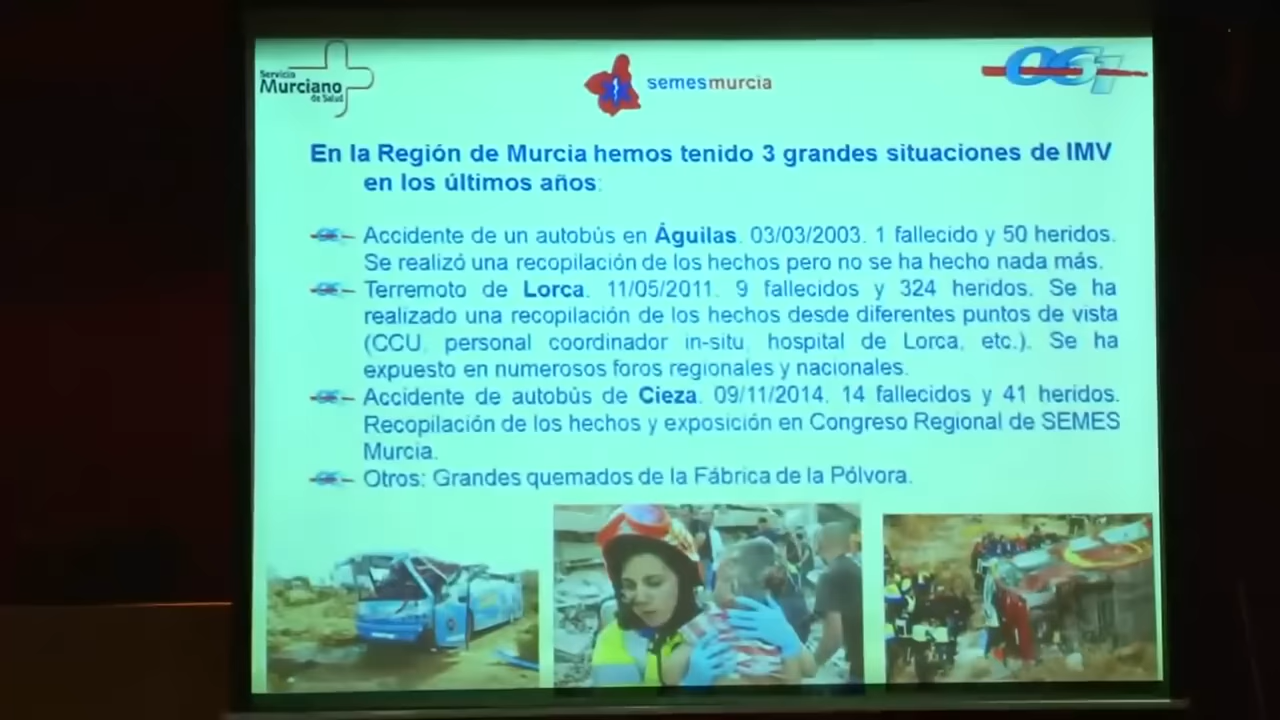 Servicio
Murciano
de Salud
semesmurcia
061
En la Región de Murcia hemos tenido 3 grandes situaciones de IMV
en los últimos años:
Accidente de un autobús en Águilas. 03/03/2003. 1 fallecido y 50 heridos.
Se realizó una recopilación de los hechos pero no se ha hecho nada más.
Terremoto de Lorca. 11/05/2011. 9 fallecidos y 324 heridos. Se ha
realizado una recopilación de los hechos desde diferentes puntos de vista
(CCU, personal coordinador in-situ, hospital de Lorca, etc.). Se ha
expuesto en numerosos foros regionales y nacionales.
Accidente de autobús de Cieza. 09/11/2014. 14 fallecidos y 41 heridos.
Recopilación de los hechos y exposición en Congreso Regional de SEMES
Murcia.
Otros: Grandes quemados de la Fábrica de la Pólvora.